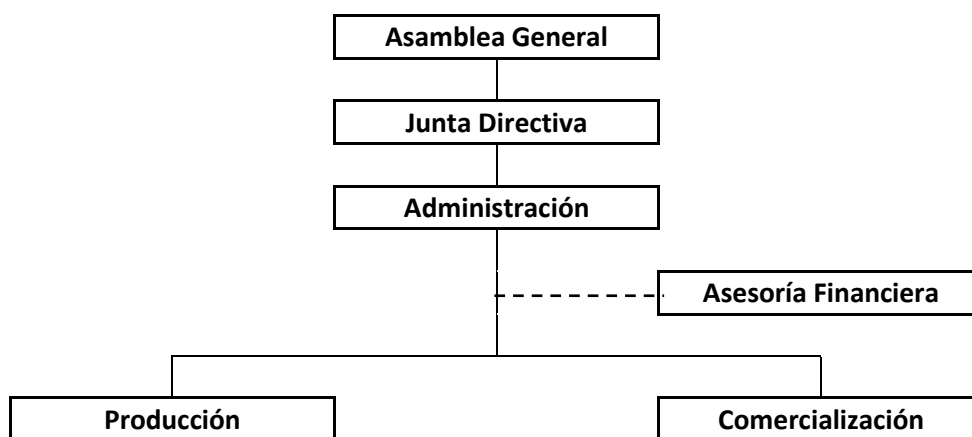 Asamblea General
Junta Directiva
Administración
Asesoría Financiera
Producción
Comercialización